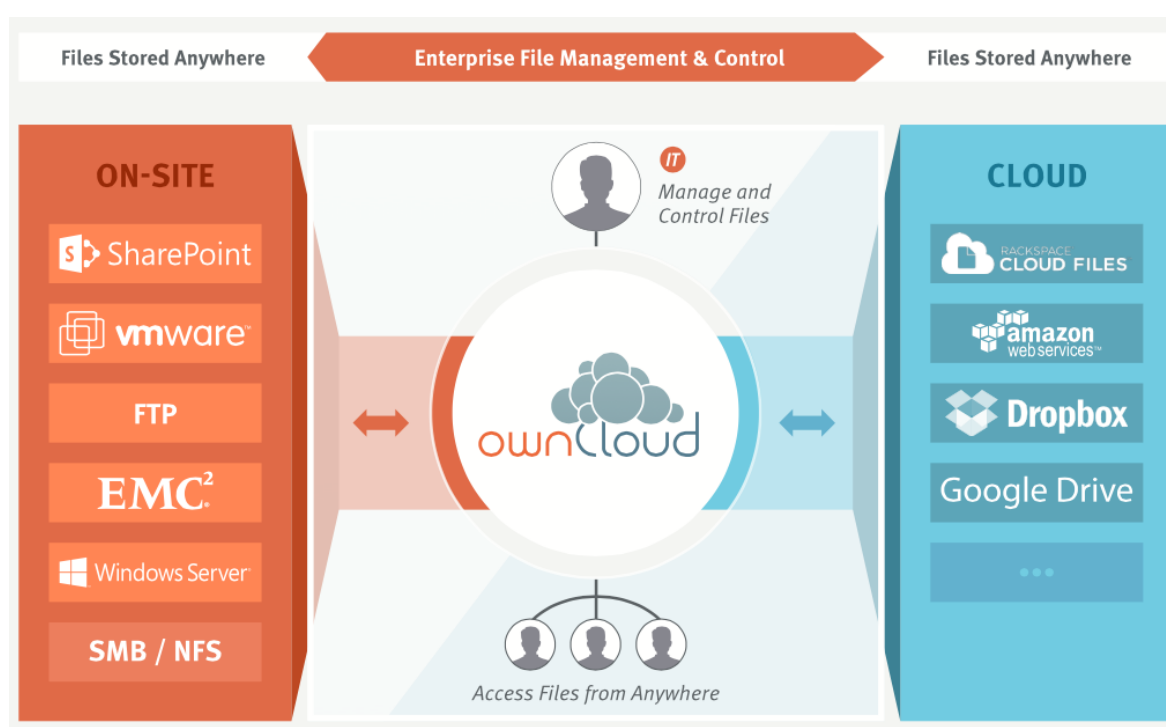 Files Stored Anywhere
Enterprise File Management & Control
Files Stored Anywhere
ON-SITE
S SharePoint
vmware™
FTP
EMC²
Windows Server
SMB / NFS
IT
Manage and
Control Files
ownCloud
Access Files from Anywhere
CLOUD
RACKSPACE
CLOUD FILES
amazon
web services™
Dropbox
Google Drive
•••